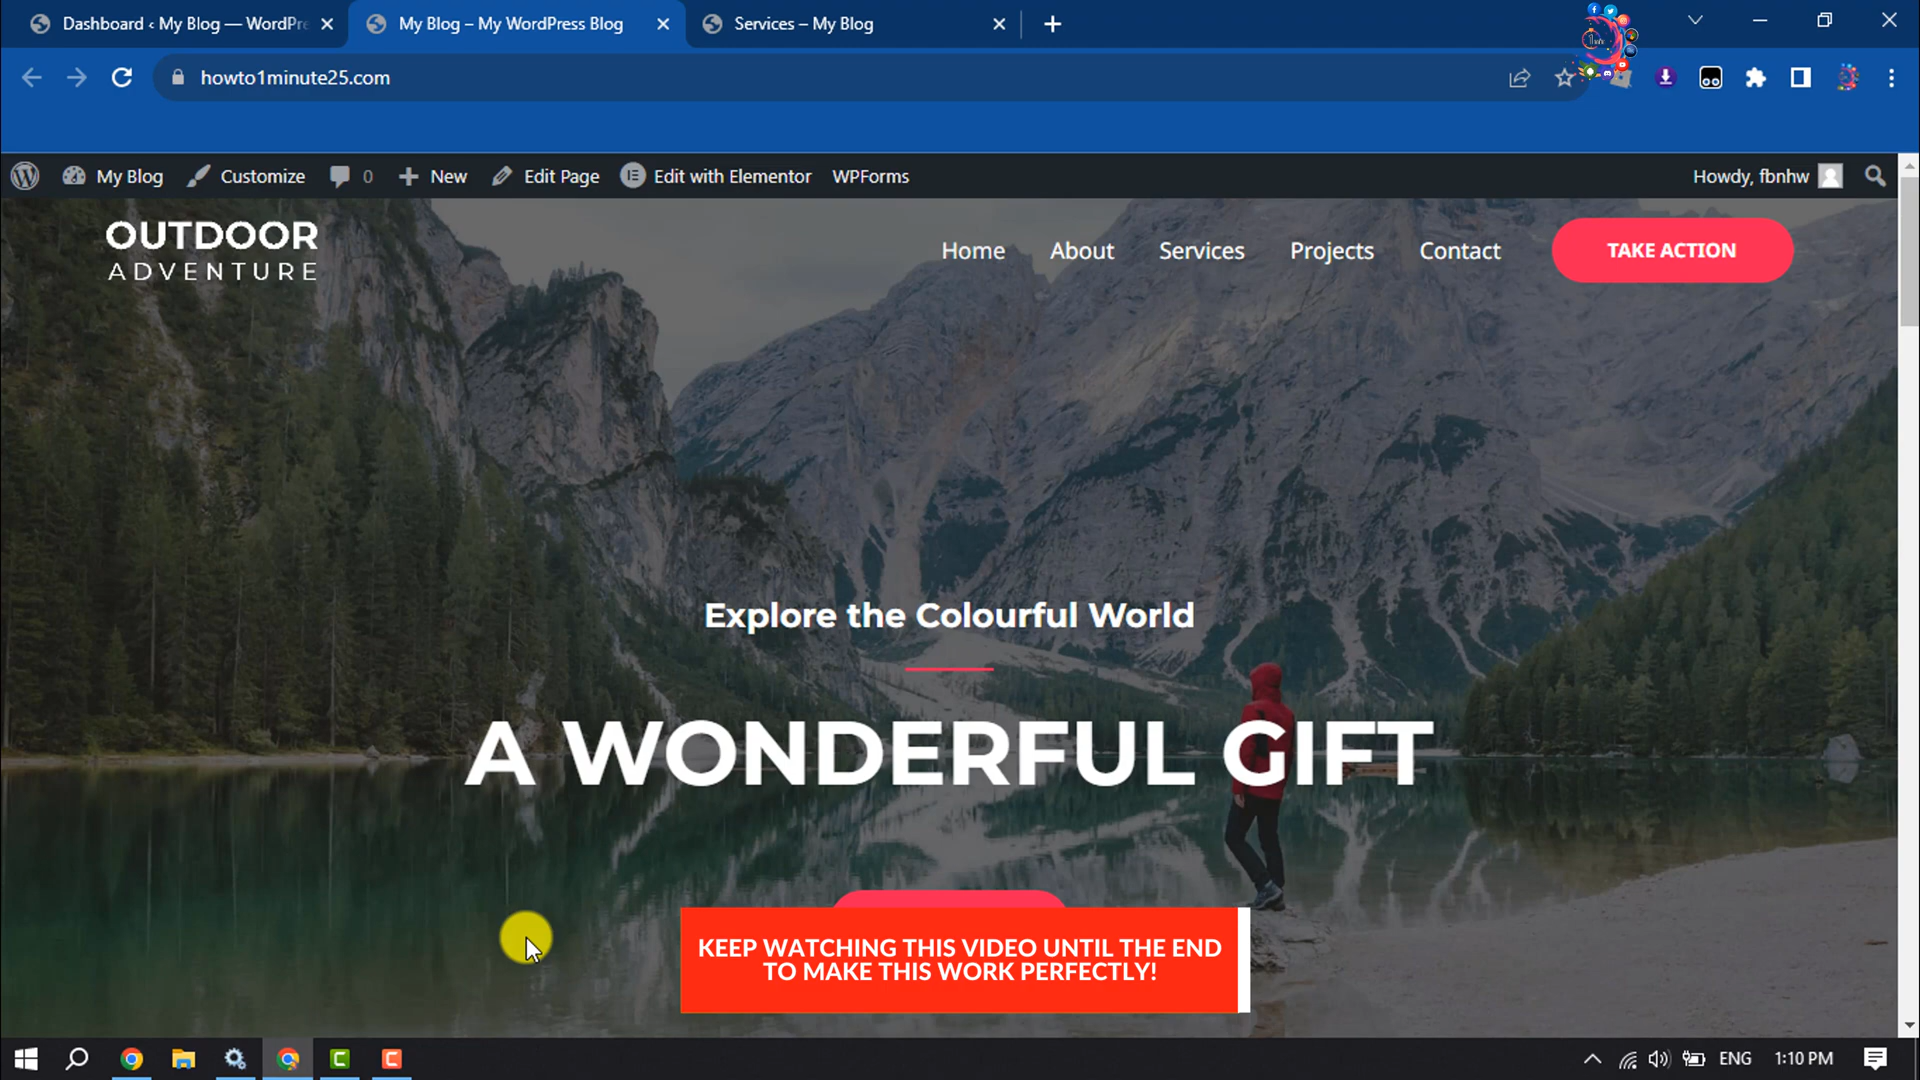 Dashboard ‹ My Blog — WordPre
My Blog – My WordPress Blog
Services – My Blog
howto1minute25.com
My Blog
Customize
0
New
Edit Page
Edit with Elementor
WPForms
Howdy, fbnhw
OUTDOOR
ADVENTURE
Home
About
Services
Projects
Contact
TAKE ACTION
Explore the Colourful World
A WONDERFUL GIFT
KEEP WATCHING THIS VIDEO UNTIL THE END
TO MAKE THIS WORK PERFECTLY!
ENG
1:10 PM